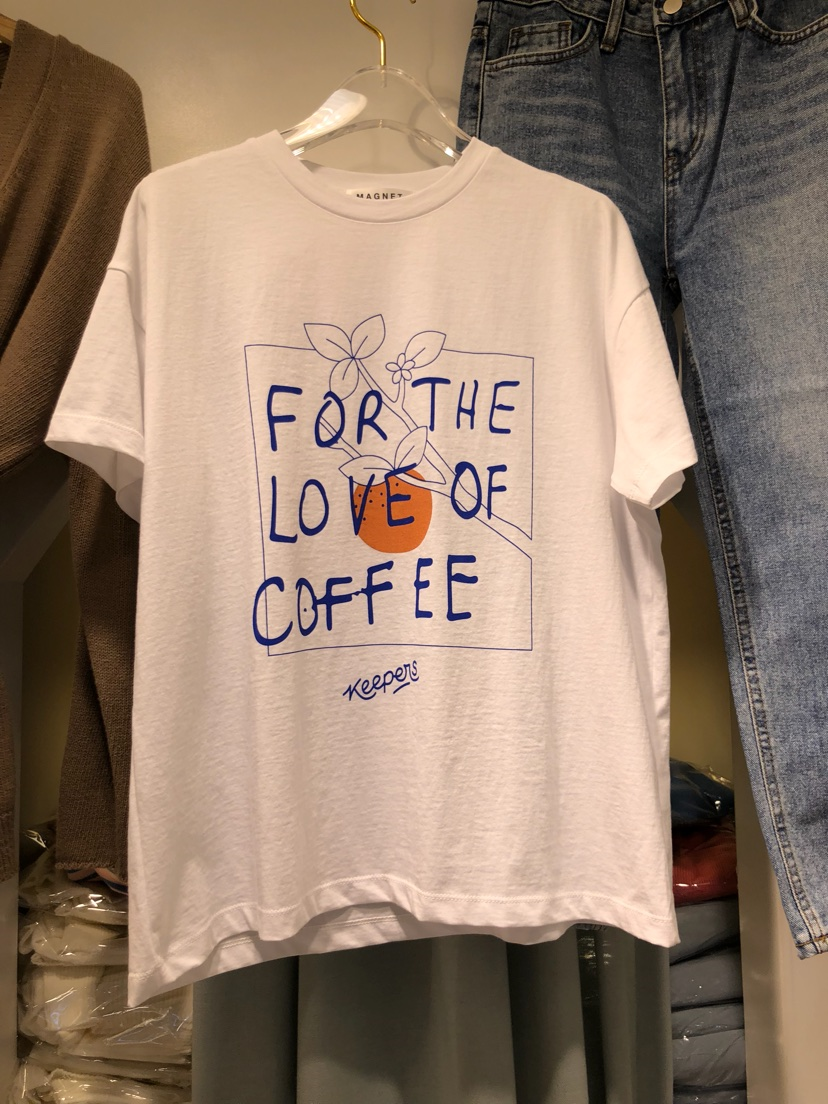 MAGNET
FOR THE
LOVE OF
COFFEE
Keepers